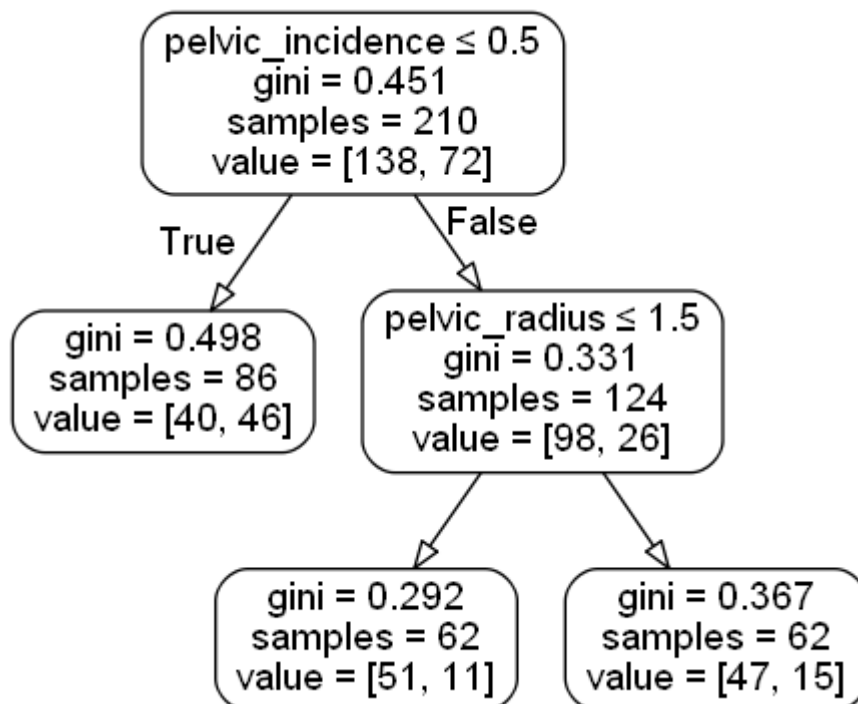 pelvic_incidence ≤ 0.5
gini = 0.451
samples = 210
value = [138, 72]
True
False
gini = 0.498
samples = 86
value = [40, 46]
pelvic_radius ≤ 1.5
gini = 0.331
samples = 124
value = [98, 26]
gini = 0.292
samples = 62
value = [51, 11]
gini = 0.367
samples = 62
value = [47, 15]